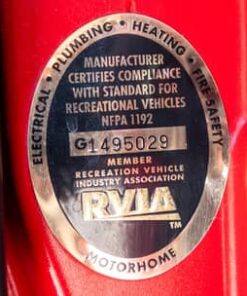 ELECTRICAL • PLUMBING • HEATING • FIRE SAFETY
MANUFACTURER
CERTIFIES COMPLIANCE
WITH STANDARD FOR
RECREATIONAL VEHICLES
NFPA 1192
G1495029
MEMBER
RECREATION VEHICLE
INDUSTRY ASSOCIATION
RVIA
TM
MOTORHOME